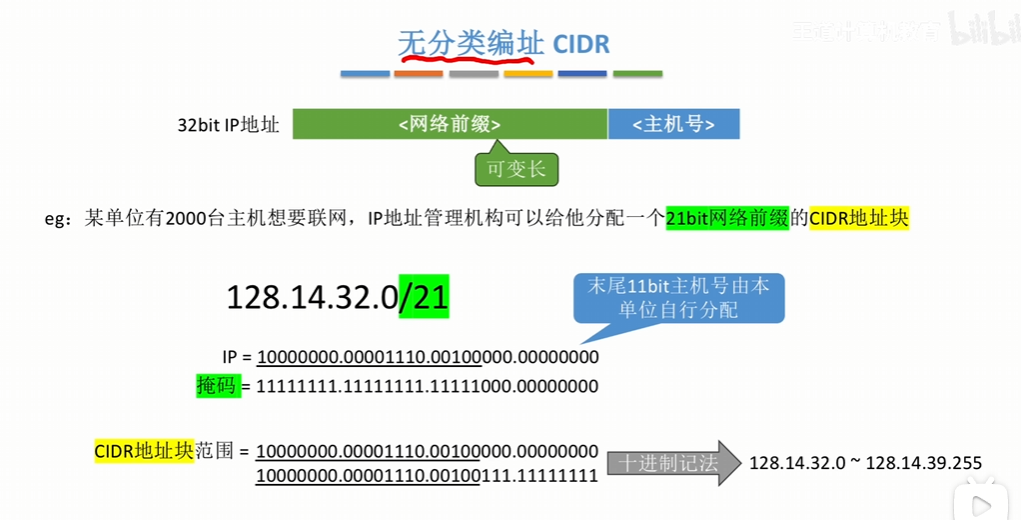 无分类编址 CIDR
32bit IP地址
<网络前缀>
<主机号>
可变长
eg：某单位有2000台主机想要联网，IP地址管理机构可以给他分配一个21bit网络前缀的CIDR地址块
128.14.32.0/21
末尾11bit主机号由本
单位自行分配
IP = 10000000.00001110.00100000.00000000
掩码 = 11111111.11111111.11111000.00000000
CIDR地址块范围 = 10000000.00001110.00100000.00000000
10000000.00001110.00100111.11111111
十进制记法
128.14.32.0 ~ 128.14.39.255
bilibili